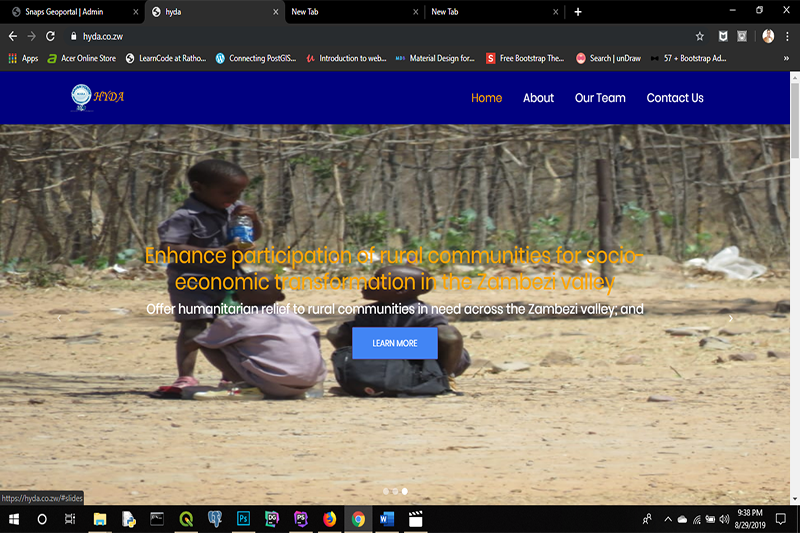 Snaps Geoportal | Admin
hyda
New Tab
New Tab
hyda.co.zw
Apps
Acer Online Store
LearnCode at Ratho...
Connecting PostGIS...
Introduction to web...
Material Design for...
Free Bootstrap The...
Search | unDraw
57 + Bootstrap Ad...
HYDA
Home
About
Our Team
Contact Us
Enhance participation of rural communities for socio-
economic transformation in the Zambezi valley
Offer humanitarian relief to rural communities in need across the Zambezi valley; and
LEARN MORE
https://hyda.co.zw/#slides
9:38 PM
8/29/2019